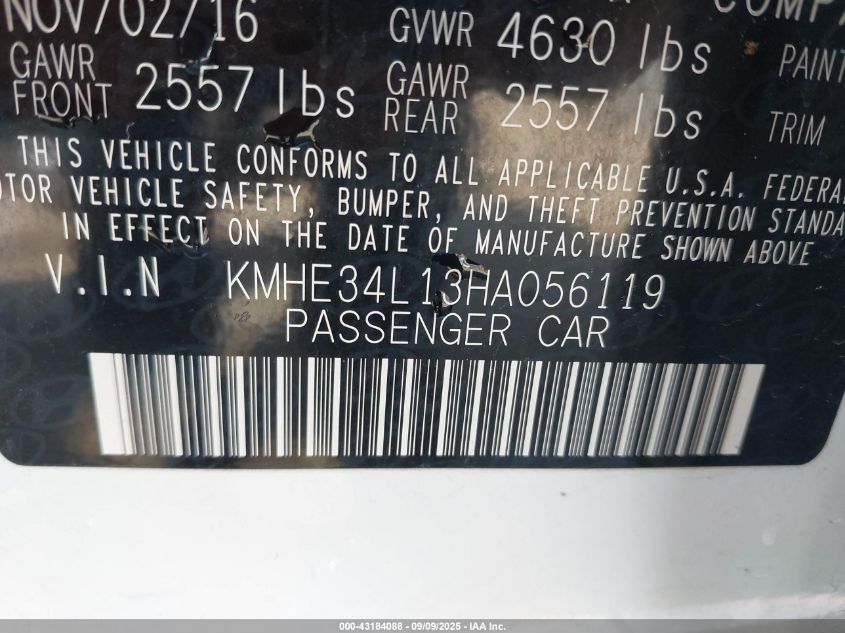 NOV/02/16 GVWR 4630 lbs PAINT
GAWR FRONT 2557 lbs GAWR REAR 2557 lbs TRIM
THIS VEHICLE CONFORMS TO ALL APPLICABLE U.S.A. FEDERA
OTOR VEHICLE SAFETY, BUMPER, AND THEFT PREVENTION STANDA
IN EFFECT ON THE DATE OF MANUFACTURE SHOWN ABOVE
V.I.N KMHE34L13HA056119
PASSENGER CAR
000-43184088 - 09/09/2025 - IAA Inc.